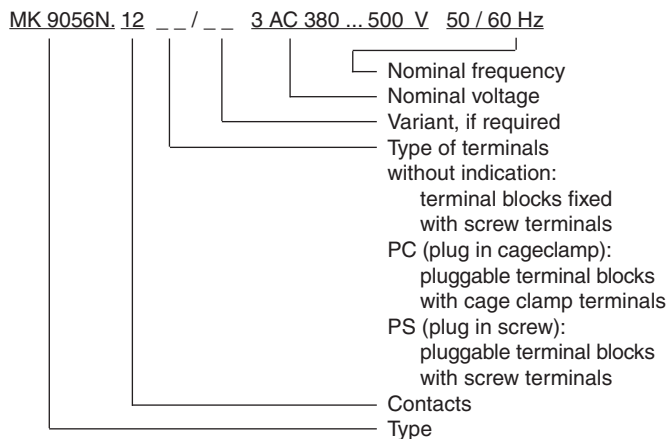 MK 9056N. 12 _ _ / _ _ 3 AC 380 ... 500 V 50 / 60 Hz
Nominal frequency
Nominal voltage
Variant, if required
Type of terminals
without indication:
terminal blocks fixed
with screw terminals
PC (plug in cageclamp):
pluggable terminal blocks
with cage clamp terminals
PS (plug in screw):
pluggable terminal blocks
with screw terminals
Contacts
Type